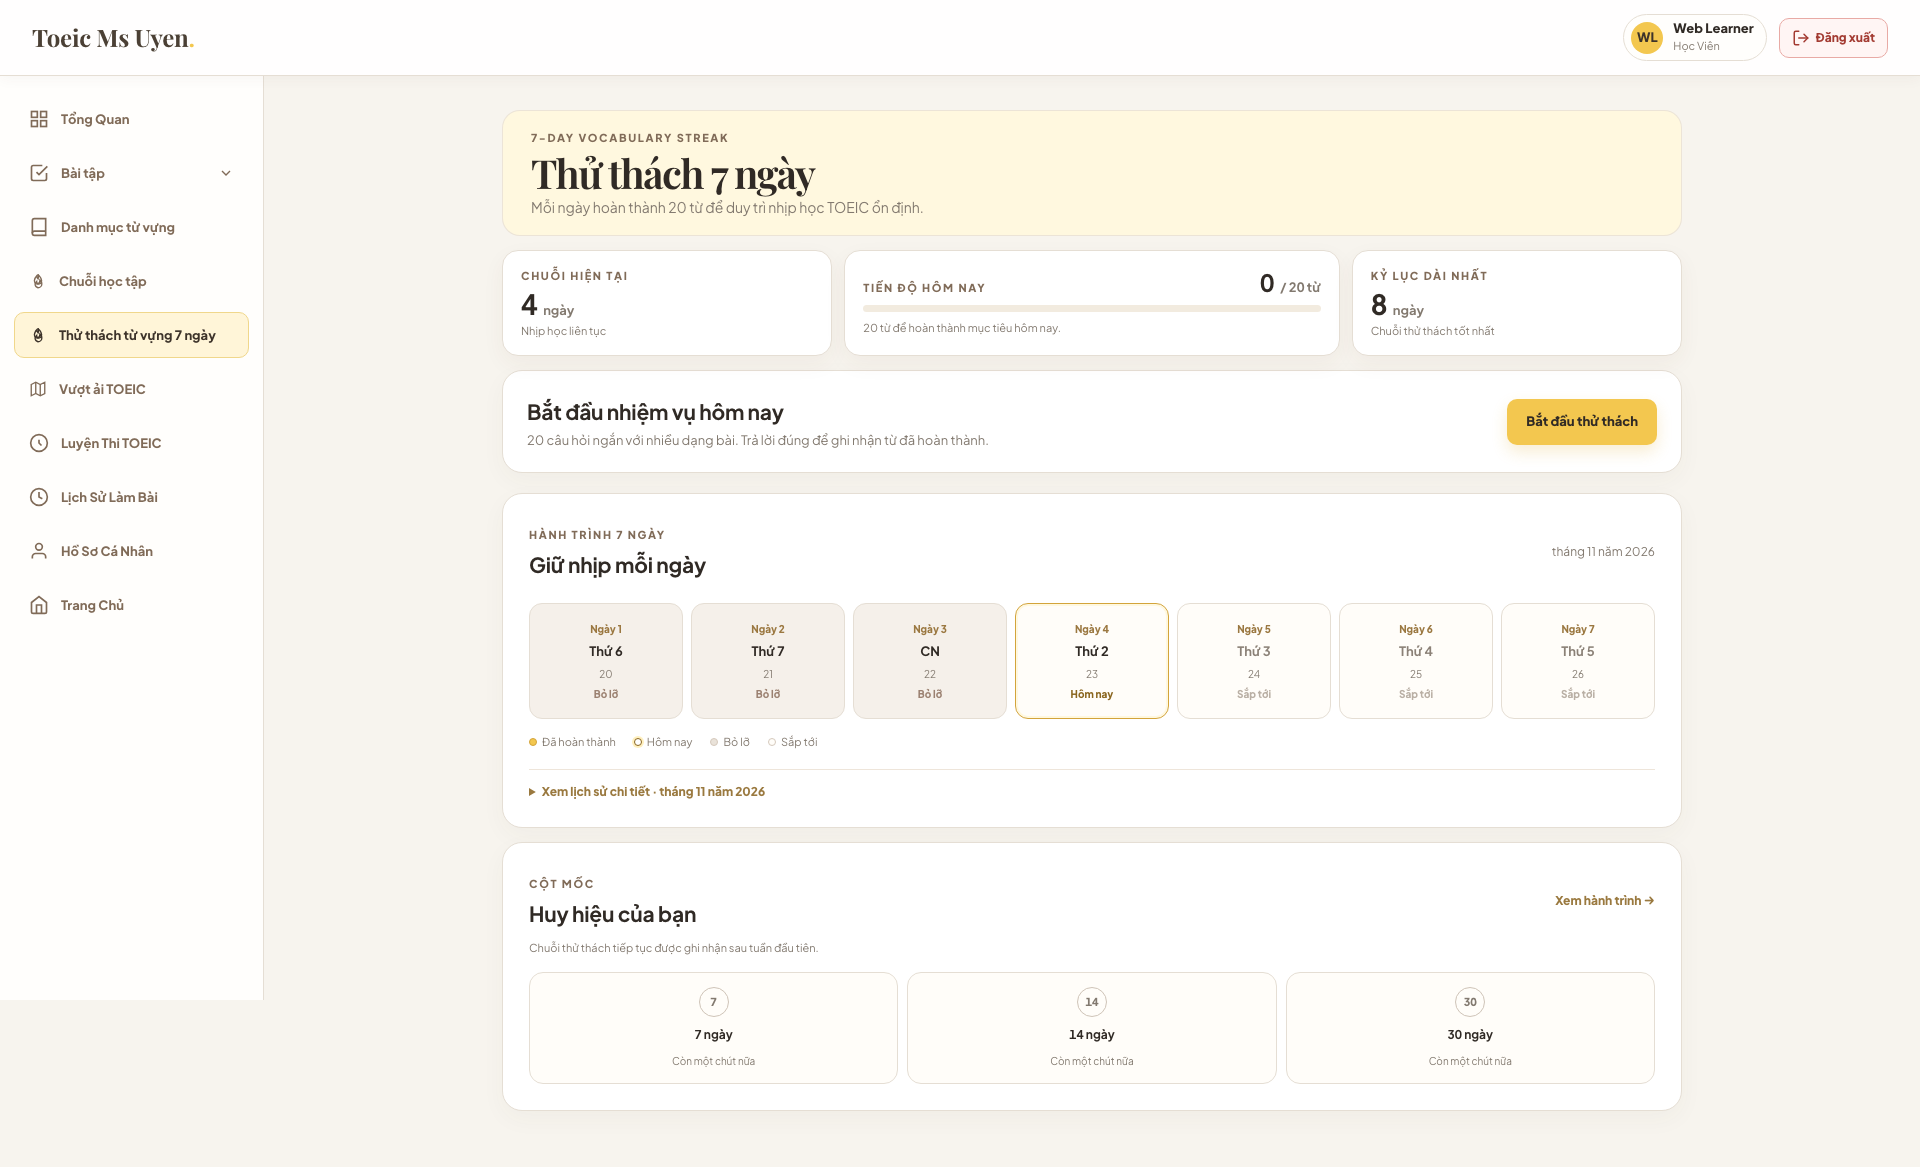 Toeic Ms Uyen.
WL
Web Learner
Học Viên
Đăng xuất
Tổng Quan
Bài tập
Danh mục từ vựng
Chuỗi học tập
Thử thách từ vựng 7 ngày
Vượt ải TOEIC
Luyện Thi TOEIC
Lịch Sử Làm Bài
Hồ Sơ Cá Nhân
Trang Chủ
7-DAY VOCABULARY STREAK
Thử thách 7 ngày
Mỗi ngày hoàn thành 20 từ để duy trì nhịp học TOEIC ổn định.
CHUỖI HIỆN TẠI
4 ngày
Nhịp học liên tục
TIẾN ĐỘ HÔM NAY
0 / 20 từ
20 từ để hoàn thành mục tiêu hôm nay.
KỶ LỤC DÀI NHẤT
8 ngày
Chuỗi thử thách tốt nhất
Bắt đầu nhiệm vụ hôm nay
20 câu hỏi ngắn với nhiều dạng bài. Trả lời đúng để ghi nhận từ đã hoàn thành.
Bắt đầu thử thách
HÀNH TRÌNH 7 NGÀY
Giữ nhịp mỗi ngày
tháng 11 năm 2026
Ngày 1
Thứ 6
20
Bỏ lỡ
Ngày 2
Thứ 7
21
Bỏ lỡ
Ngày 3
CN
22
Bỏ lỡ
Ngày 4
Thứ 2
23
Hôm nay
Ngày 5
Thứ 3
24
Sắp tới
Ngày 6
Thứ 4
25
Sắp tới
Ngày 7
Thứ 5
26
Sắp tới
Đã hoàn thành
Hôm nay
Bỏ lỡ
Sắp tới
Xem lịch sử chi tiết · tháng 11 năm 2026
CỘT MỐC
Huy hiệu của bạn
Xem hành trình →
Chuỗi thử thách tiếp tục được ghi nhận sau tuần đầu tiên.
7
7 ngày
Còn một chút nữa
14
14 ngày
Còn một chút nữa
30
30 ngày
Còn một chút nữa